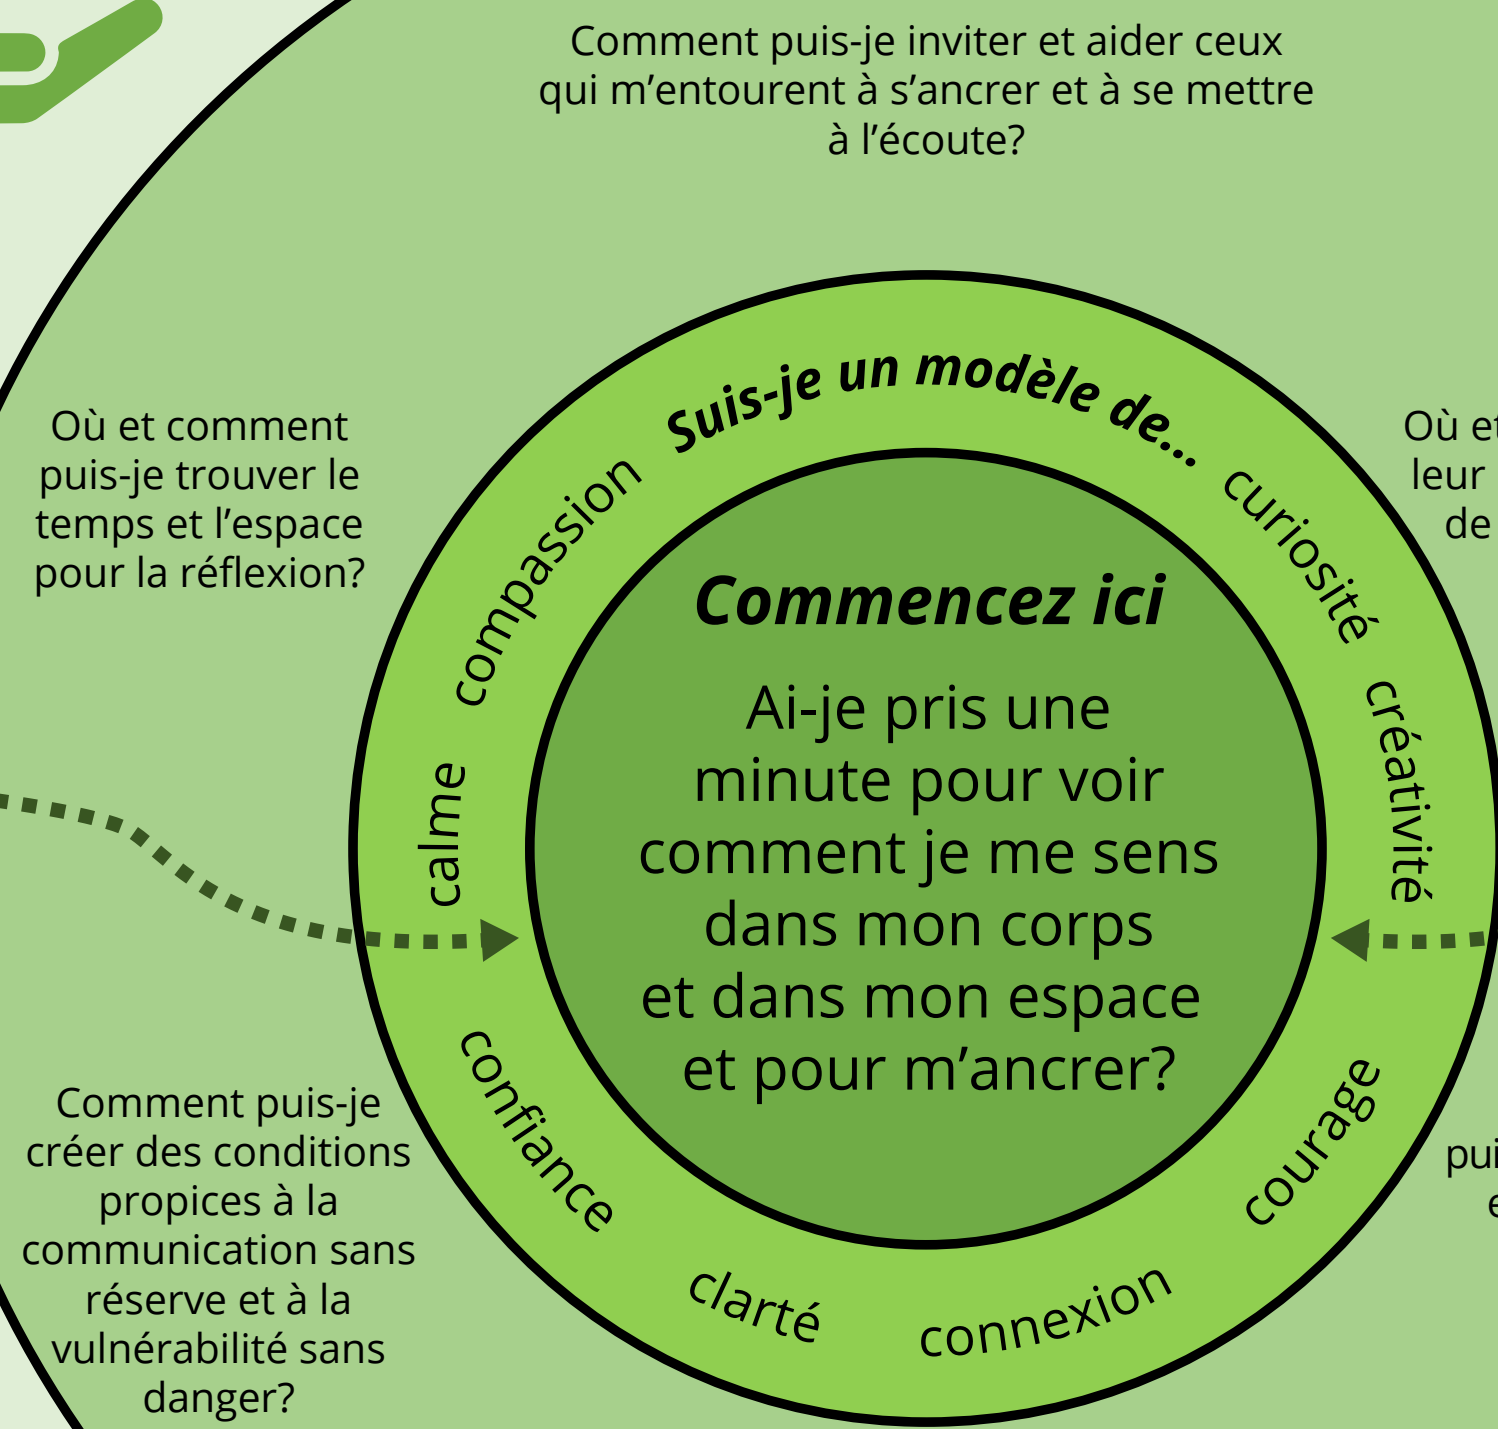 Comment puis-je inviter et aider ceux
qui m’entourent à s’ancrer et à se mettre
à l’écoute?
Où et comment
puis-je trouver le
temps et l’espace
pour la réflexion?
Suis-je un modèle de...
curiosité
créativité
courage
connexion
clarté
confiance
calme
compassion
Commencez ici
Ai-je pris une
minute pour voir
comment je me sens
dans mon corps
et dans mon espace
et pour m’ancrer?
Où
leur
de
Comment puis-je
créer des conditions
propices à la
communication sans
réserve et à la
vulnérabilité sans
danger?